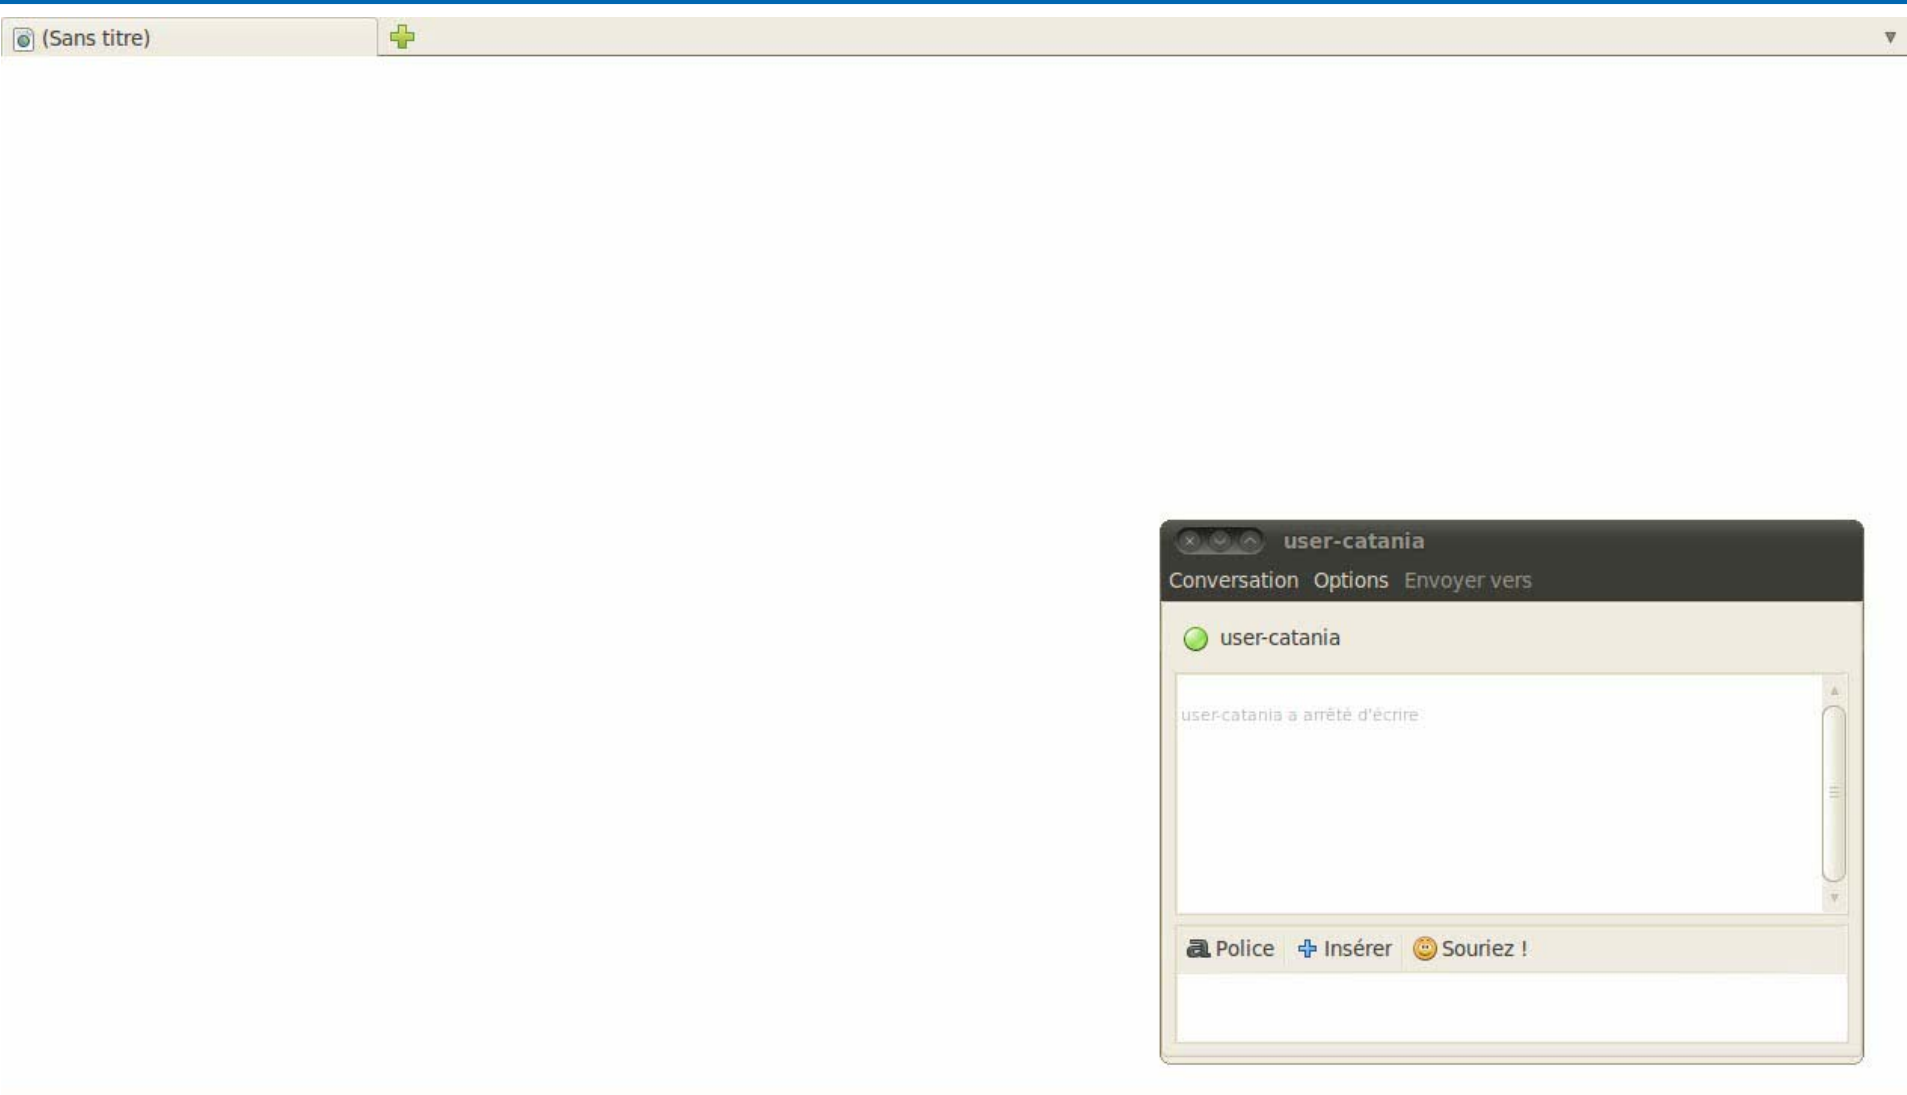 (Sans titre)
user-catania
Conversation Options Envoyer vers
user-catania
user-catania a arrêté d'écrire
Police Insérer Souriez !